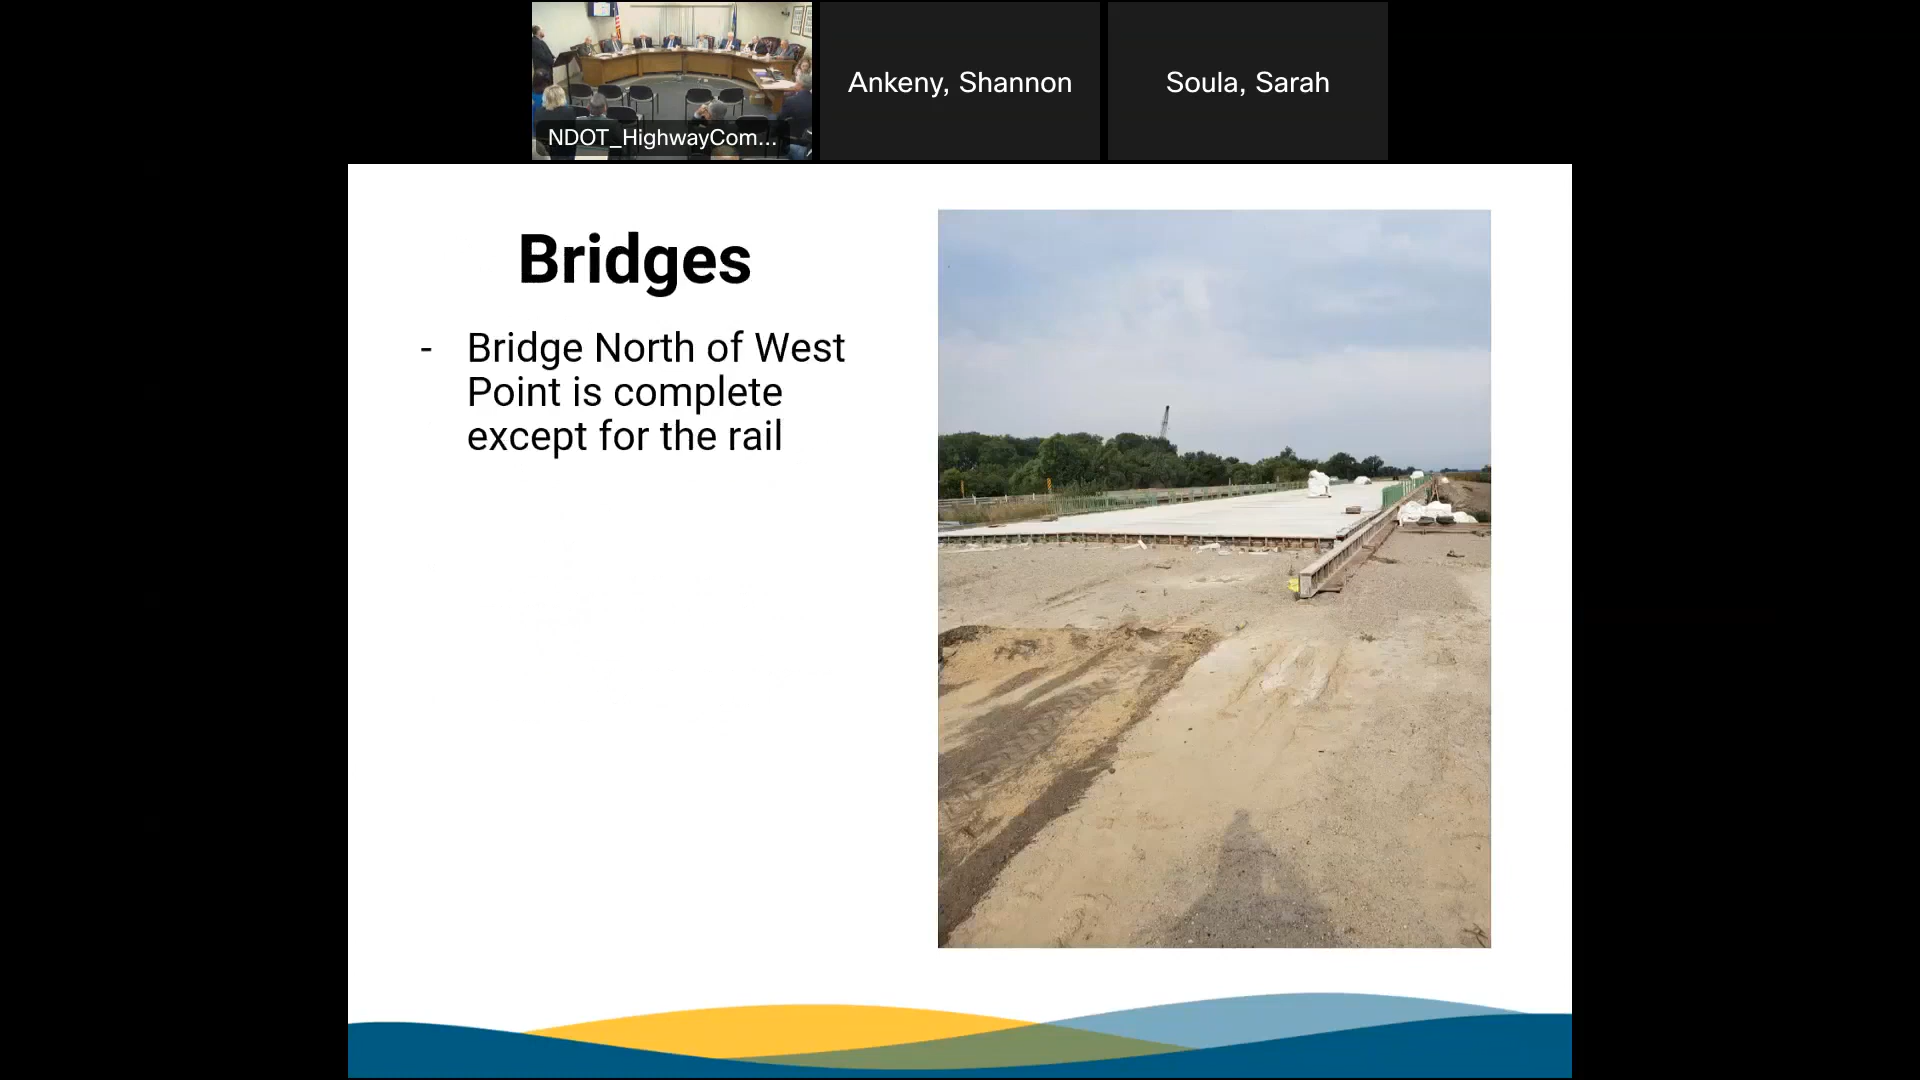 NDOT_HighwayCom...
Ankeny, Shannon
Soula, Sarah
Bridges
- Bridge North of West
Point is complete
except for the rail